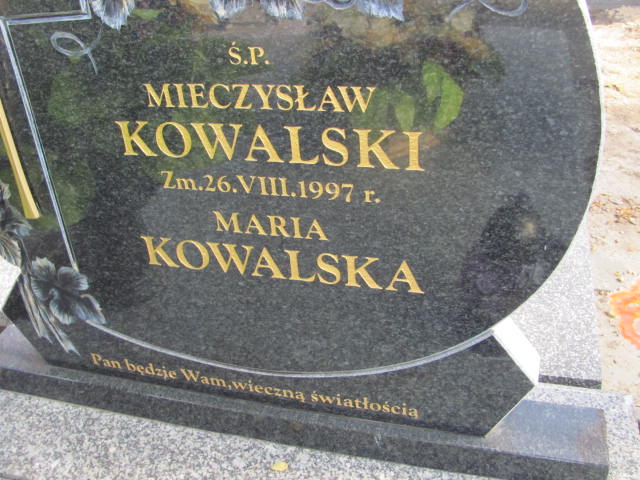 Ś.P.
MIECZYSŁAW
KOWALSKI
Zm.26.VIII.1997 r.
MARIA
KOWALSKA
Pan będzie Wam,wieczną światłością